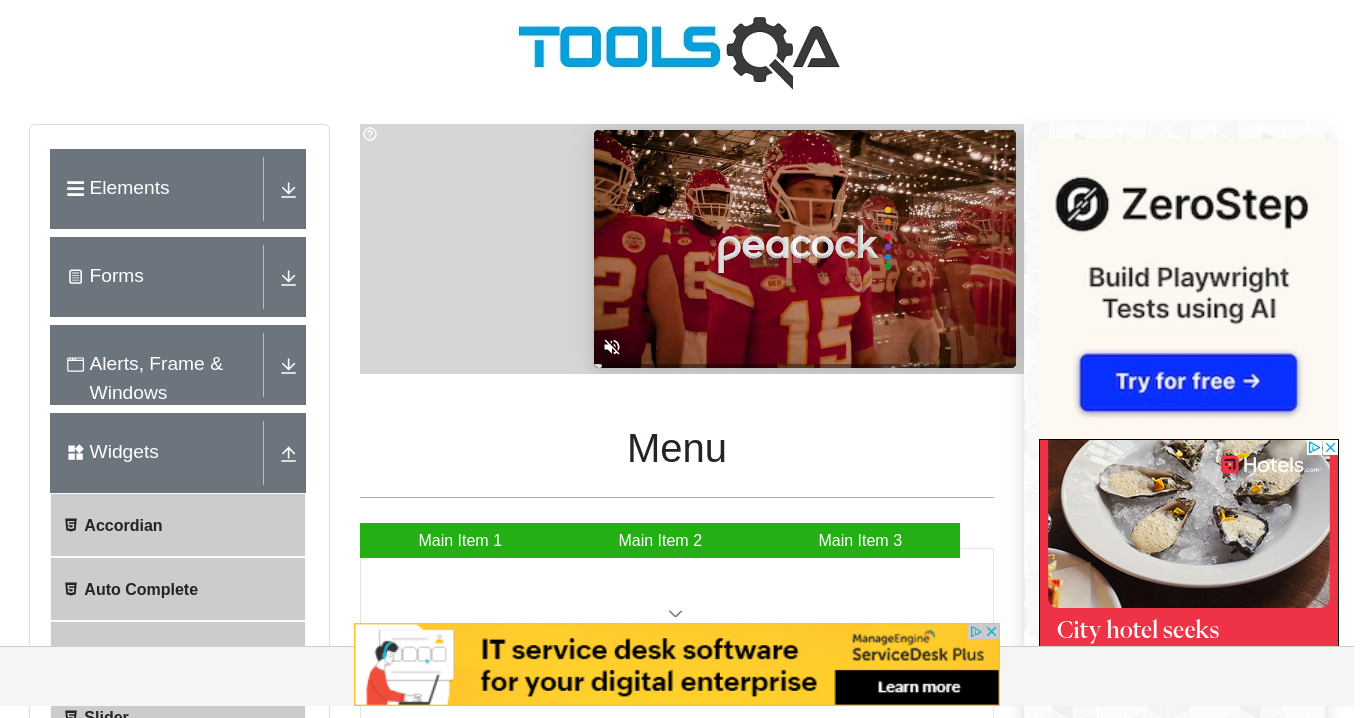 TOOLSQA
Elements
Forms
Alerts, Frame &
Windows
Widgets
Accordian
Auto Complete
Slider
peacock
15
Menu
Main Item 1
Main Item 2
Main Item 3
ZeroStep
Build Playwright
Tests using AI
Try for free →
Hotels.com
City hotel seeks
IT service desk software
for your digital enterprise
ManageEngine
ServiceDesk Plus
Learn more